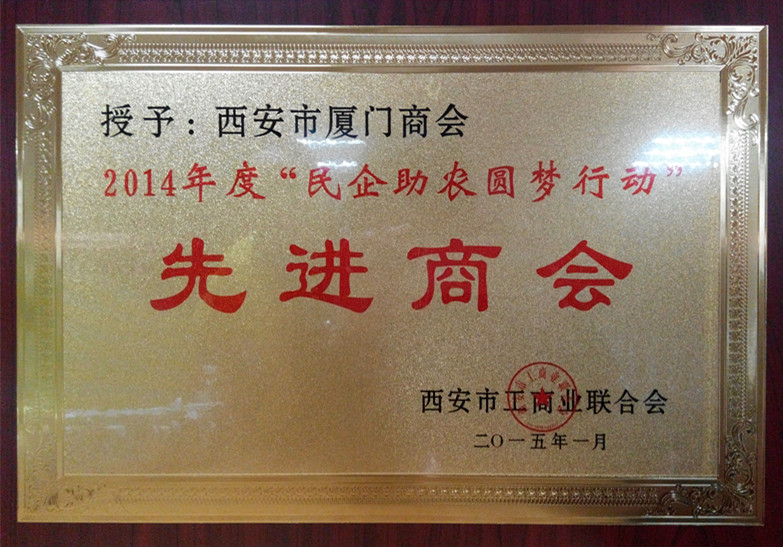 授予：西安市厦门商会
2014年度“民企助农圆梦行动”
先进商会
西安市工商业联合会
二〇一五年一月